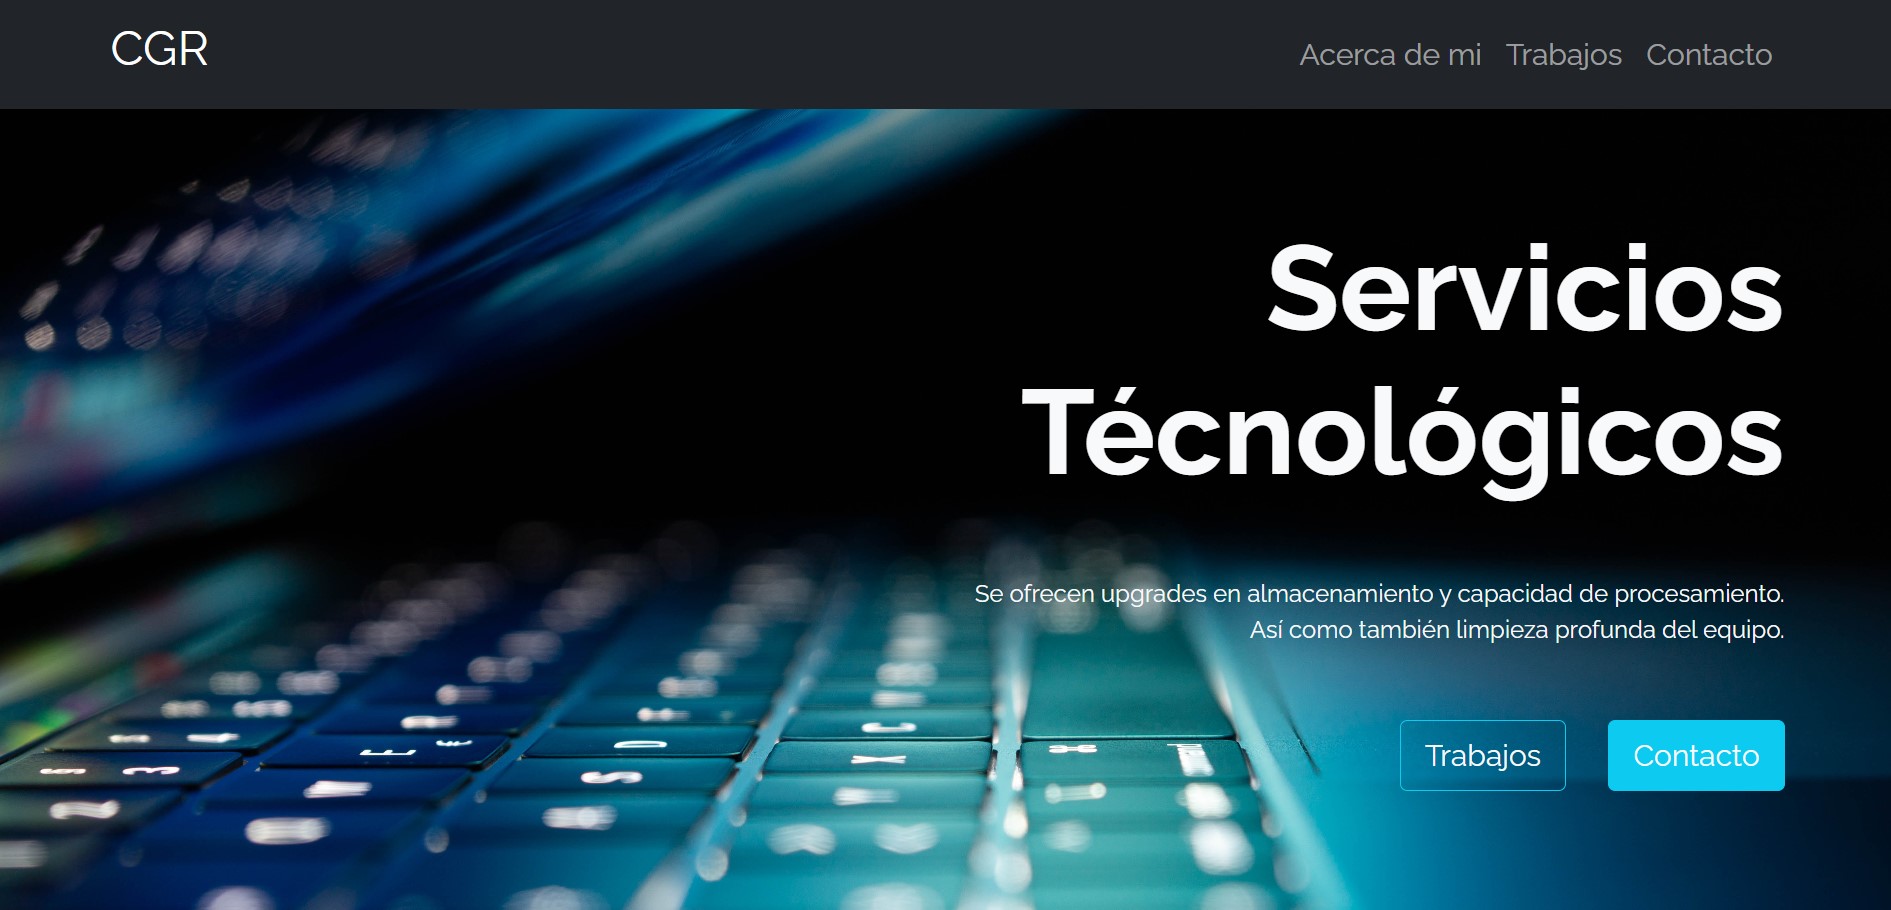 CGR
Acerca de mi Trabajos Contacto
Servicios
Técnológicos
Se ofrecen upgrades en almacenamiento y capacidad de procesamiento.
Así como también limpieza profunda del equipo.
Trabajos Contacto